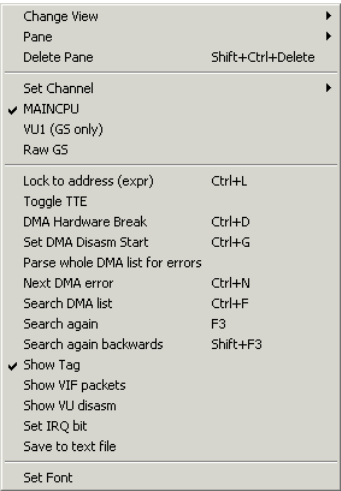 Change View
Pane
Delete Pane Shift+Ctrl+Delete
Set Channel
MAINCPU
VU1 (GS only)
Raw GS
Lock to address (expr) Ctrl+L
Toggle TTE
DMA Hardware Break Ctrl+D
Set DMA Disasm Start Ctrl+G
Parse whole DMA list for errors
Next DMA error Ctrl+N
Search DMA list Ctrl+F
Search again F3
Search again backwards Shift+F3
Show Tag
Show VIF packets
Show VU disasm
Set IRQ bit
Save to text file
Set Font